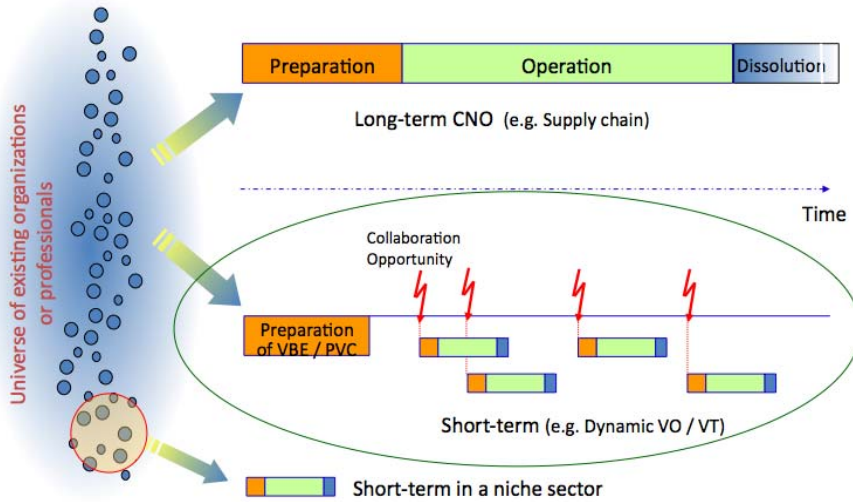 Universe of existing organizations
or professionals
Preparation
Operation
Dissolution
Long-term CNO (e.g. Supply chain)
Time
Collaboration
Opportunity
Preparation
of VBE / PVC
Short-term (e.g. Dynamic VO / VT)
Short-term in a niche sector